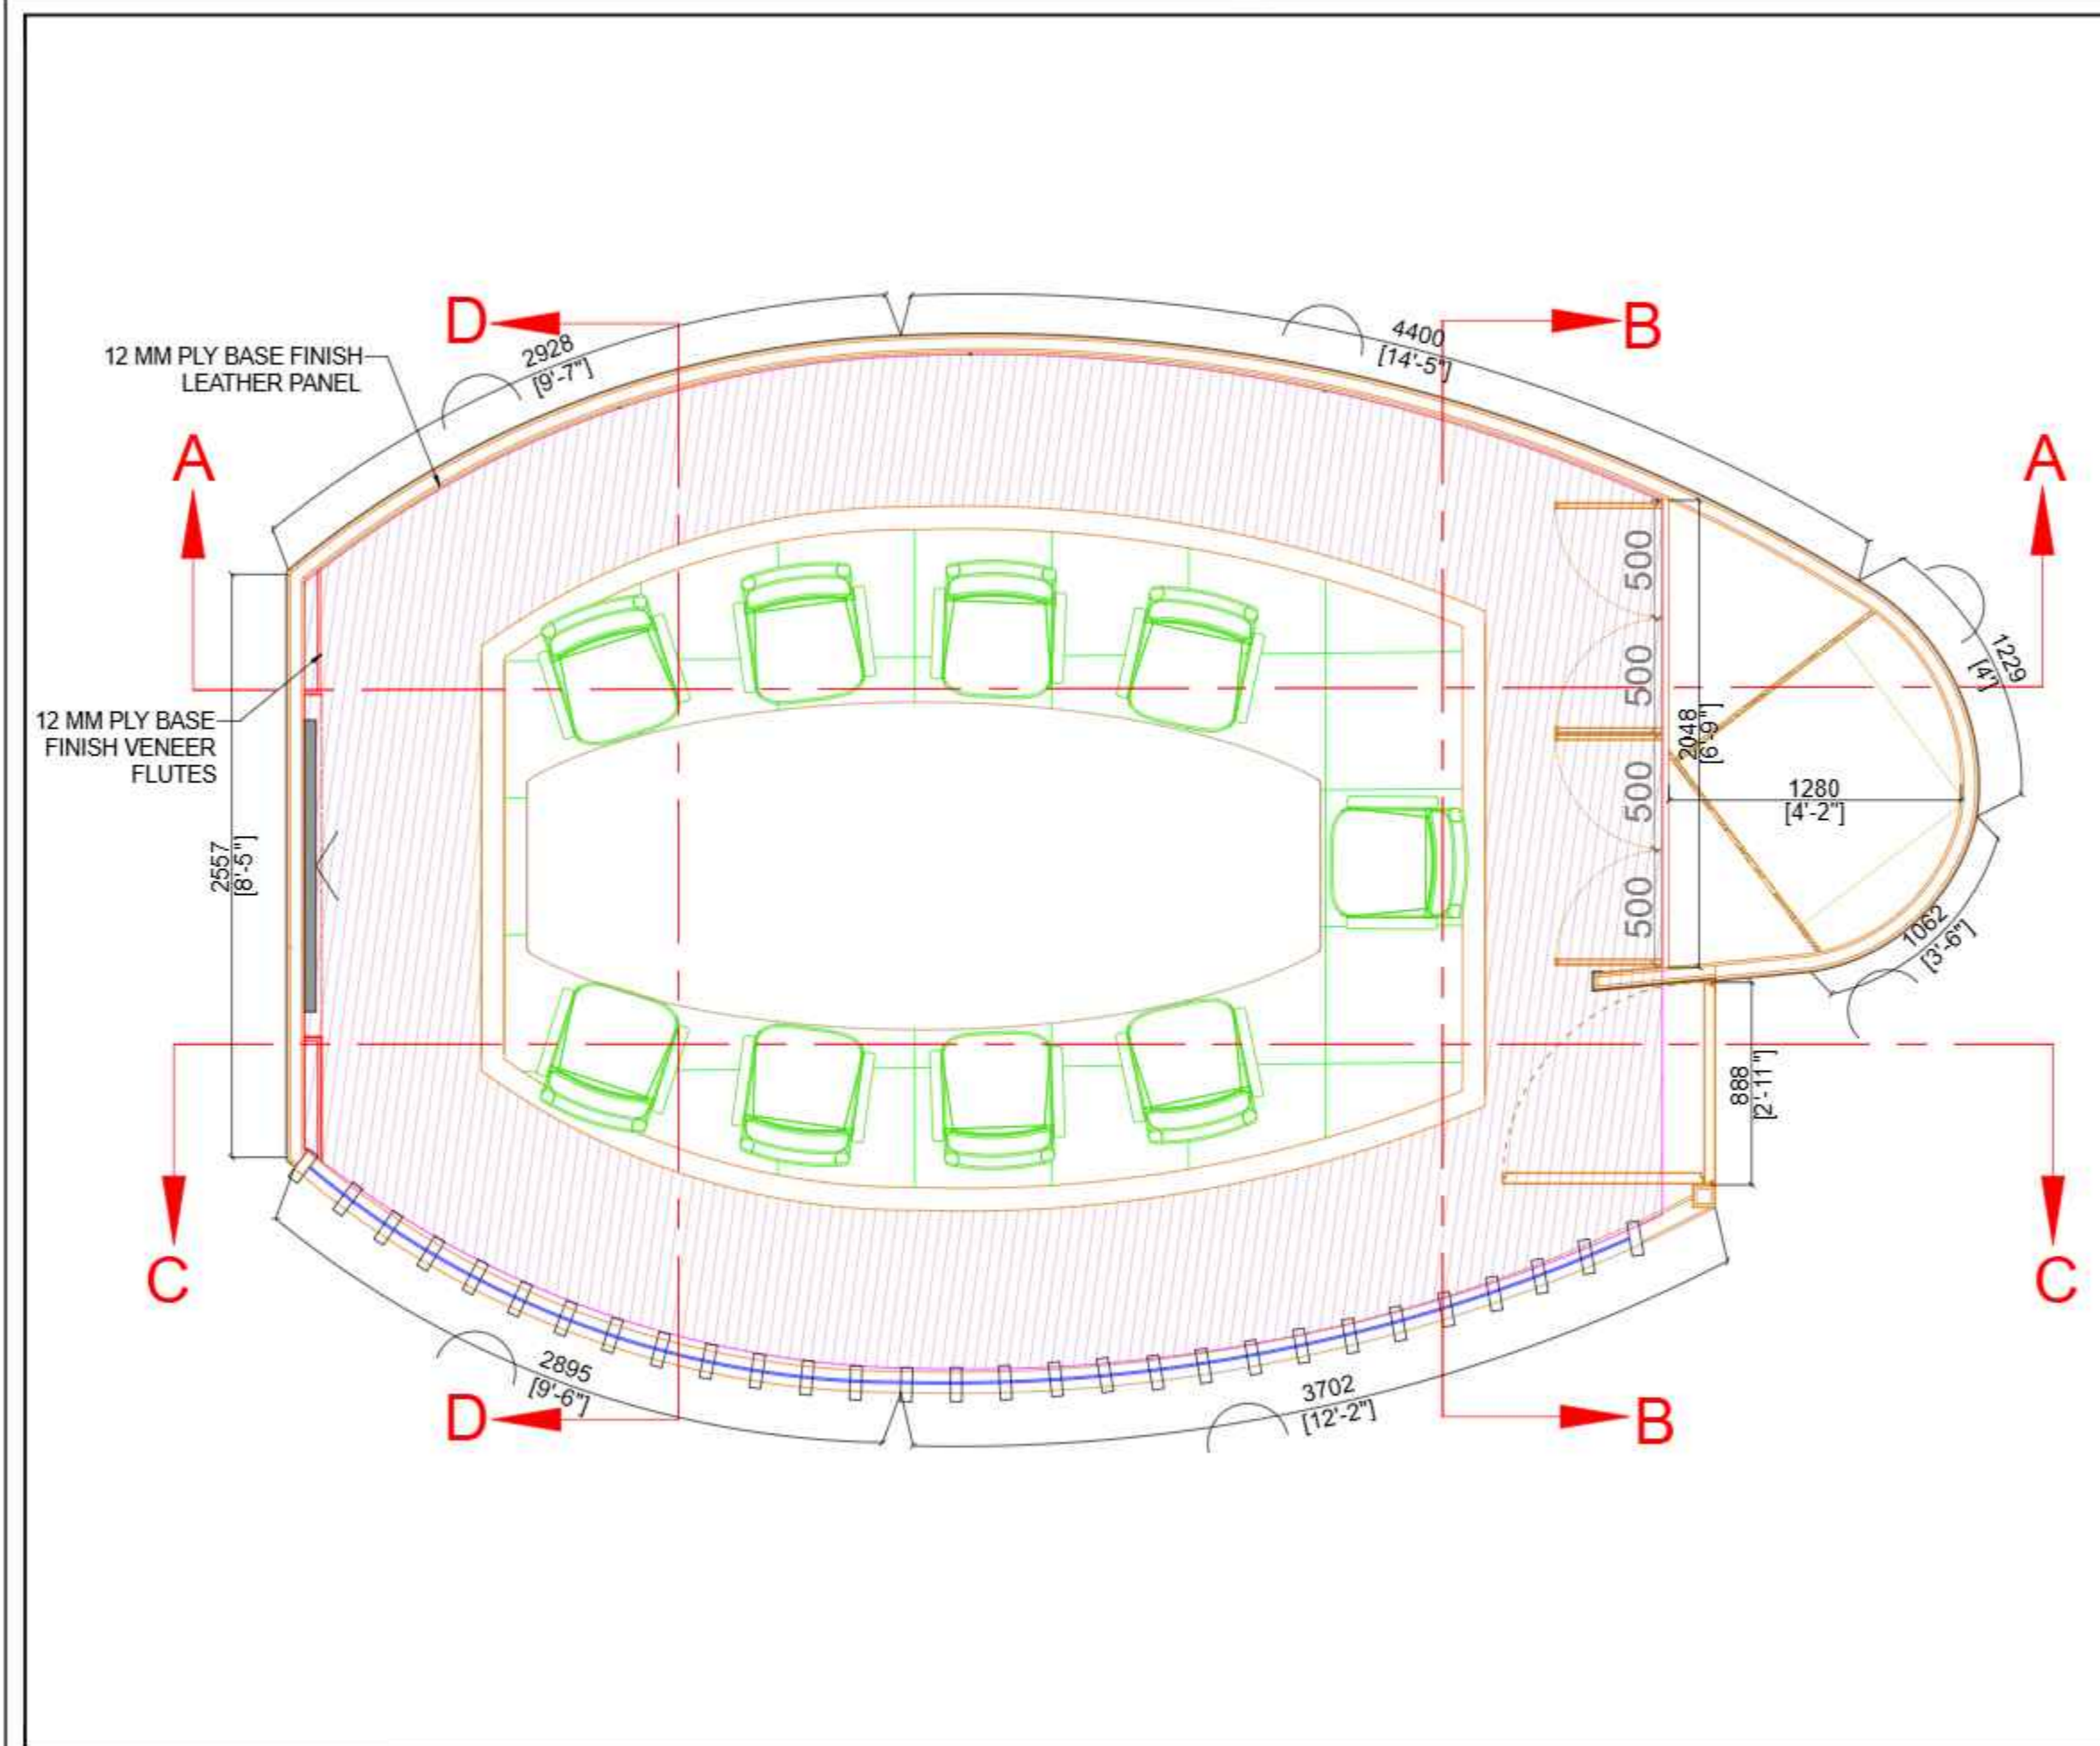 D
B
2928
[9'-7"]
4400
[14'-5"]
12 MM PLY BASE FINISH
LEATHER PANEL
A
A
500
500
500
500
1229
[4']
12 MM PLY BASE
FINISH VENEER
FLUTES
2048
[6'-9"]
1280
[4'-2"]
2557
[8'-5"]
1062
[3'-6"]
888
[2'-11"]
C
C
2895
[9'-6"]
3702
[12'-2"]
D
B